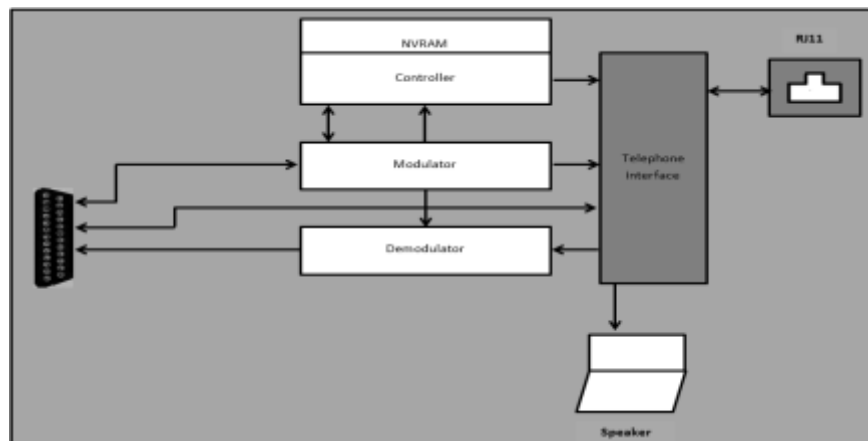 NVRAM
RJ11
Controller
Modulator
Telephone
Interface
Demodulator
Speaker